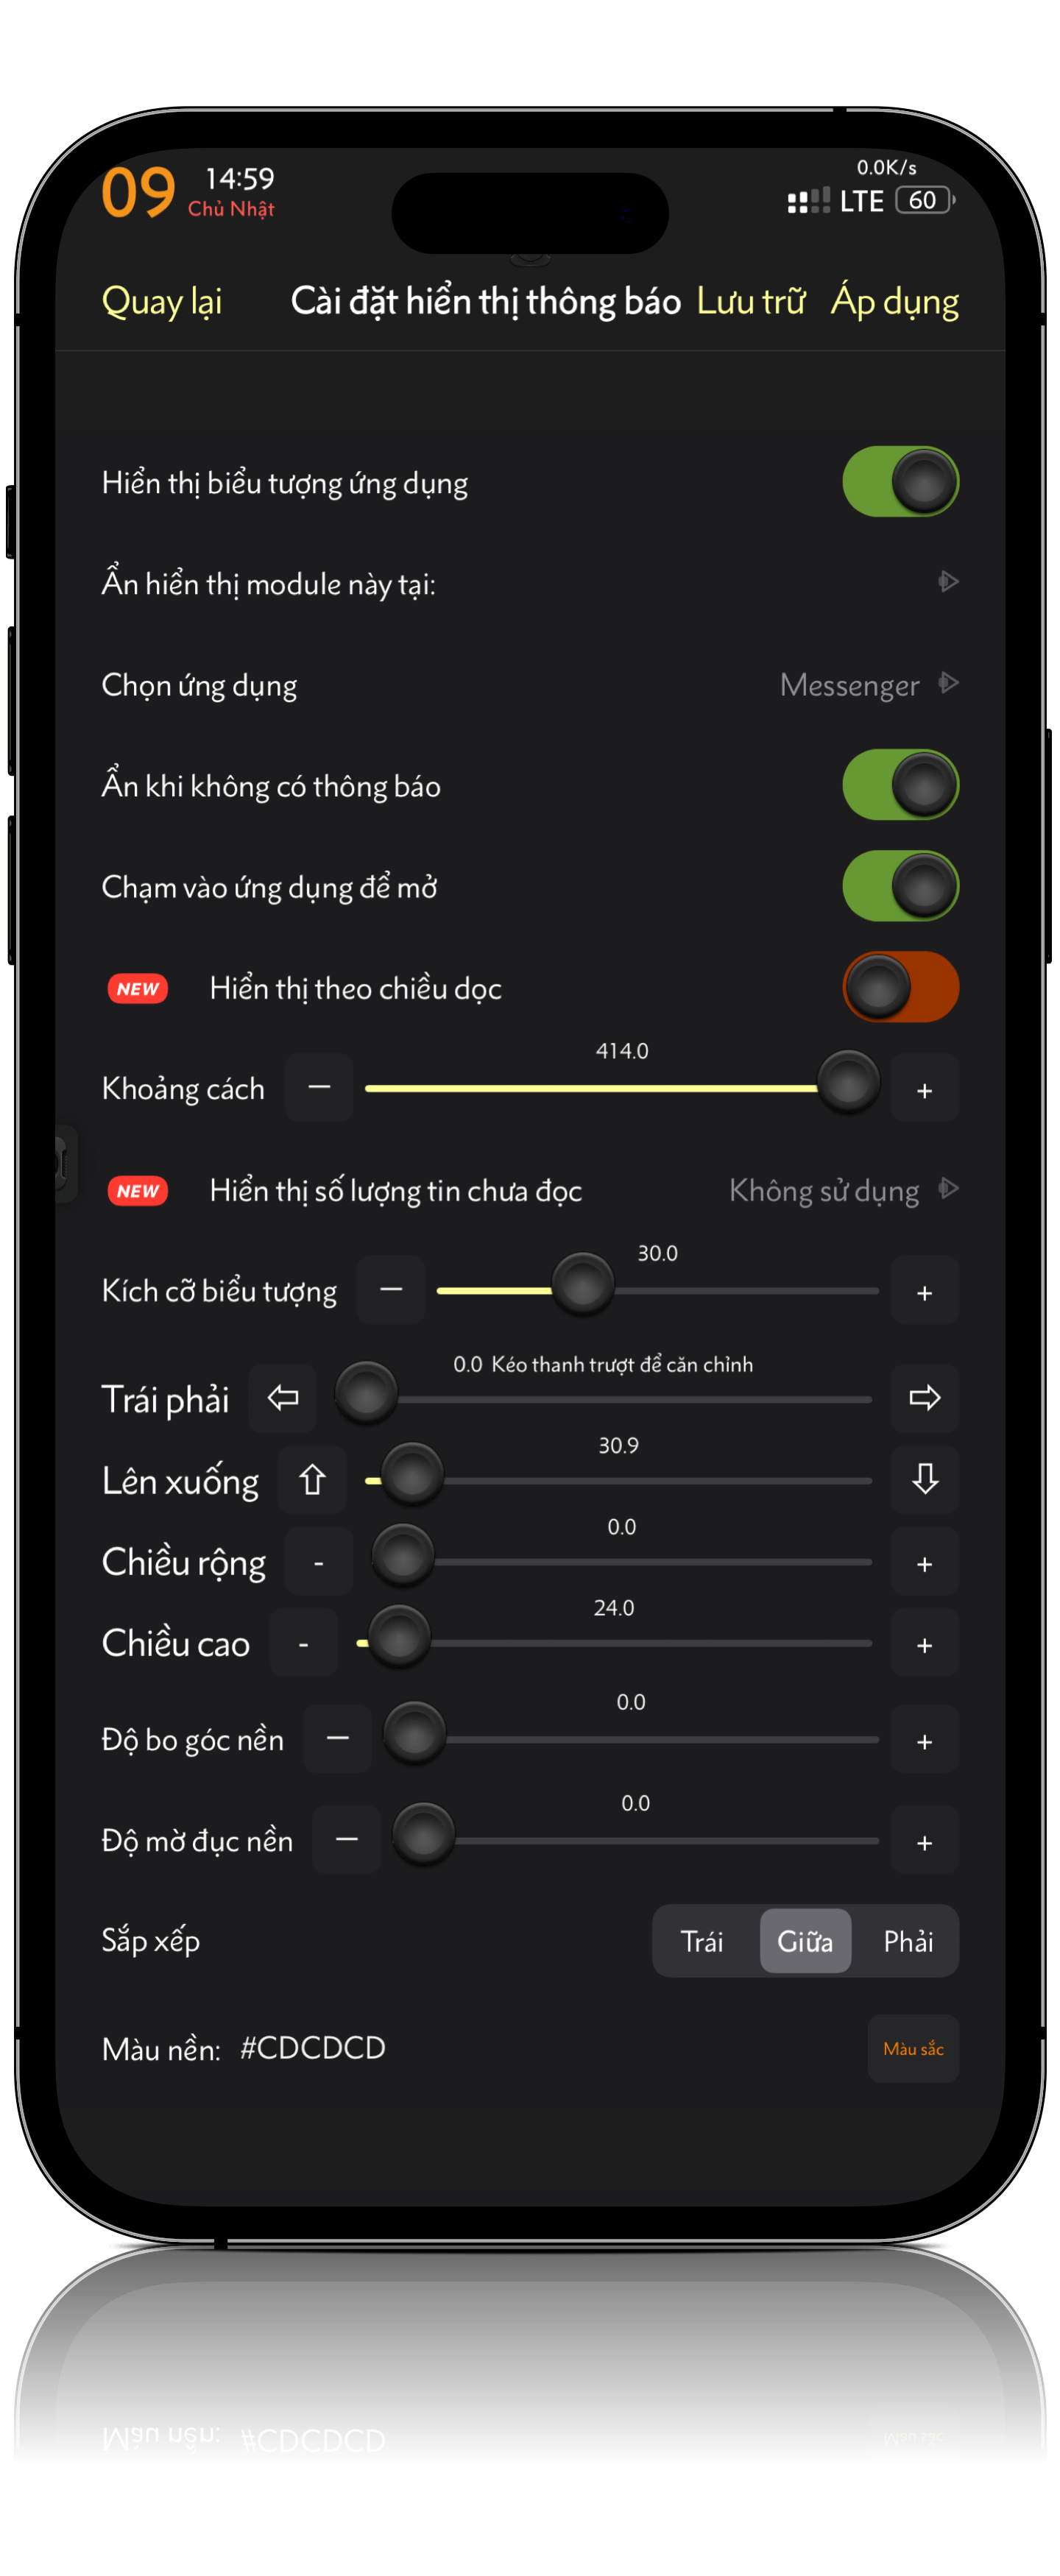 09 14:59 0.0K/s
Chủ Nhật LTE 60
Quay lại Cài đặt hiển thị thông báo Lưu trữ Áp dụng
Hiển thị biểu tượng ứng dụng
Ẩn hiển thị module này tại:
Chọn ứng dụng Messenger
Ẩn khi không có thông báo
Chạm vào ứng dụng để mở
NEW Hiển thị theo chiều dọc
414.0
Khoảng cách — +
NEW Hiển thị số lượng tin chưa đọc Không sử dụng
30.0
Kích cỡ biểu tượng — +
0.0 Kéo thanh trượt để căn chỉnh
Trái phải
30.9
Lên xuống
0.0
Chiều rộng - +
24.0
Chiều cao - +
0.0
Độ bo góc nền — +
0.0
Độ mờ đục nền — +
Sắp xếp Trái Giữa Phải
Màu nền: #CDCDCD Màu sắc